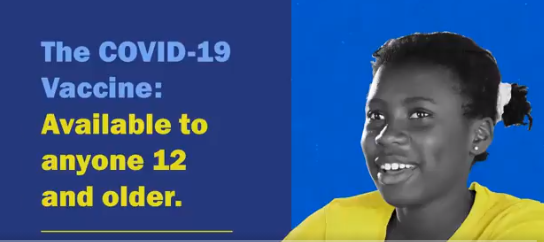 The COVID-19
Vaccine:
Available to
anyone 12
and older.